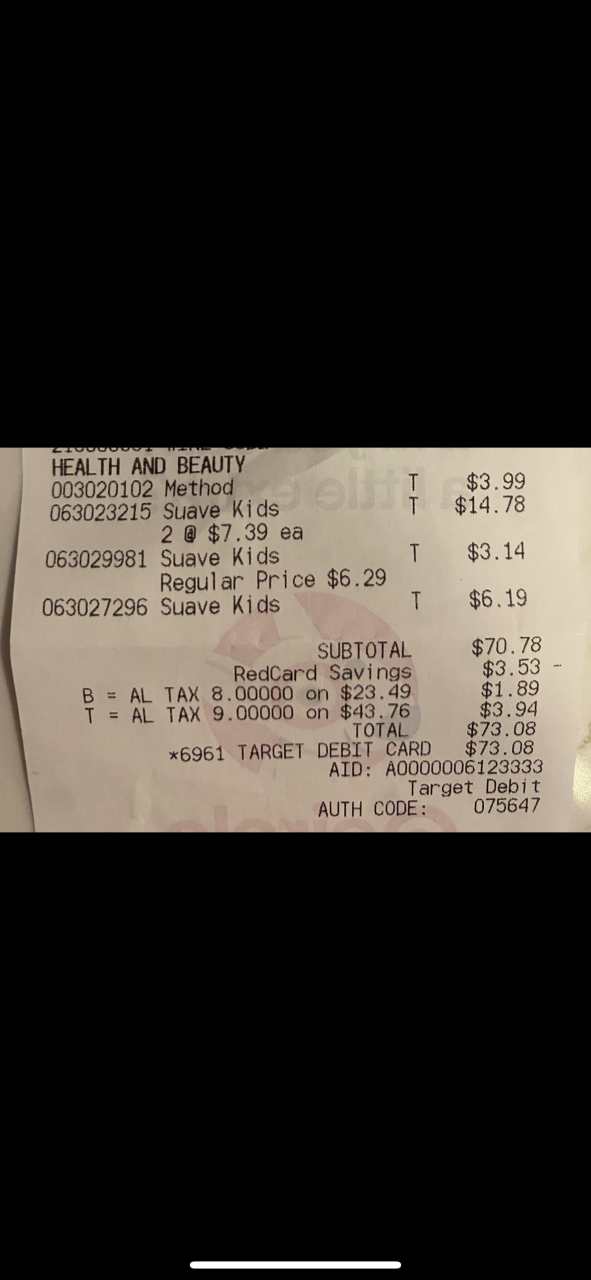 HEALTH AND BEAUTY
003020102 Method T $3.99
063023215 Suave Kids T $14.78
2 @ $7.39 ea
063029981 Suave Kids T $3.14
Regular Price $6.29
063027296 Suave Kids T $6.19
SUBTOTAL $70.78
RedCard Savings $3.53 -
B = AL TAX 8.00000 on $23.49 $1.89
T = AL TAX 9.00000 on $43.76 $3.94
TOTAL $73.08
*6961 TARGET DEBIT CARD $73.08
AID: A0000006123333
Target Debit
AUTH CODE: 075647